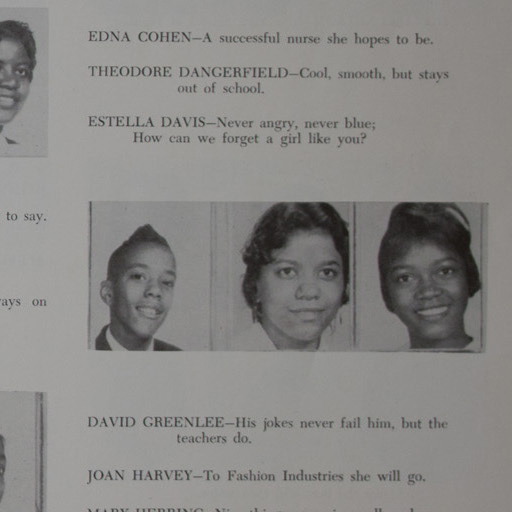 EDNA COHEN—A successful nurse she hopes to be.
THEODORE DANGERFIELD—Cool, smooth, but stays
out of school.
ESTELLA DAVIS—Never angry, never blue;
How can we forget a girl like you?
to say.
ays on
DAVID GREENLEE—His jokes never fail him, but the
teachers do.
JOAN HARVEY—To Fashion Industries she will go.
MARY HERRING